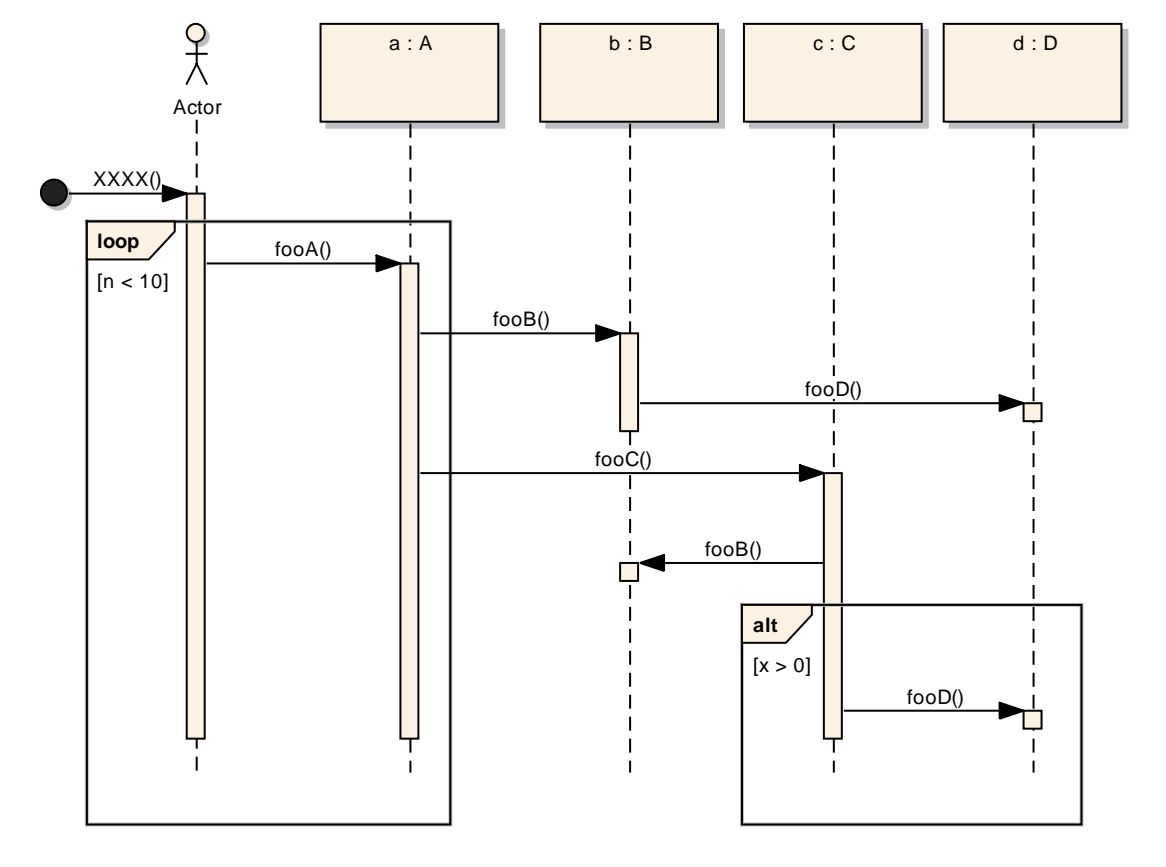 a : A
b : B
c : C
d : D
Actor
XXXX()
loop
fooA()
[n < 10]
fooB()
fooD()
fooC()
fooB()
alt
[x > 0]
fooD()